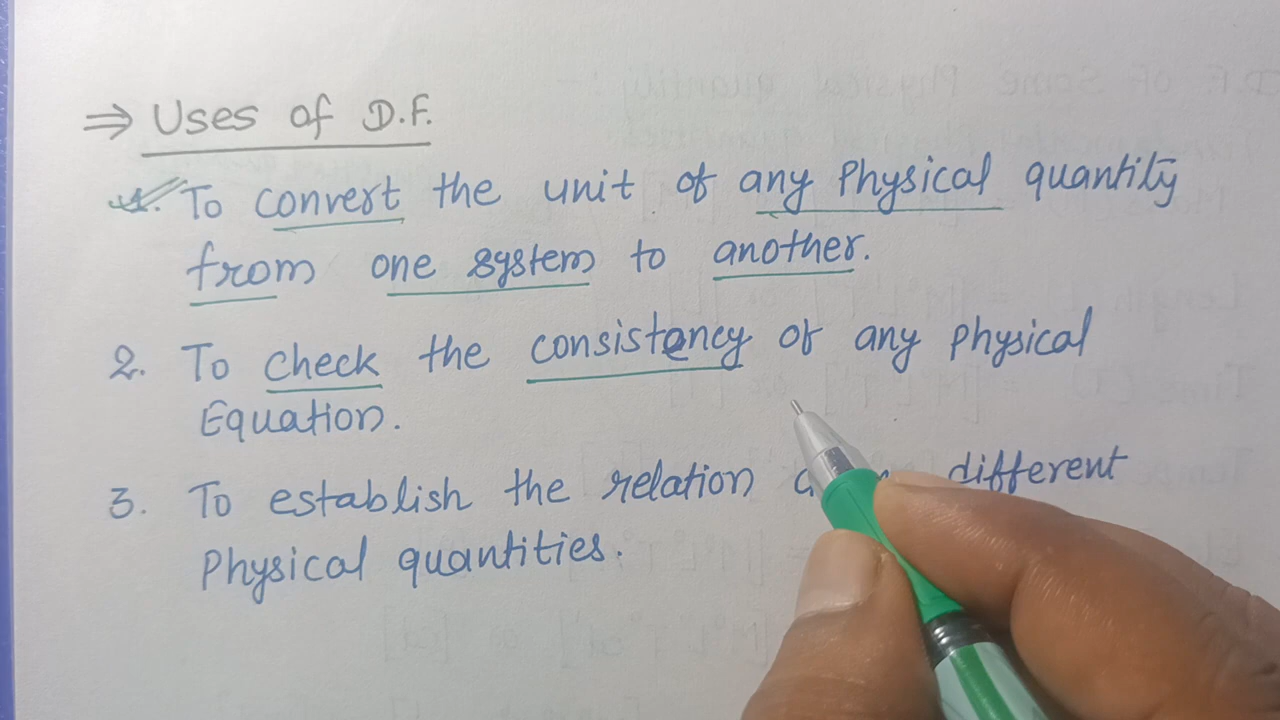 ⇒ Uses of D.F.
1. To convert the unit of any Physical quantity
from one system to another.
2. To check the consistency of any physical
Equation.
3. To establish the relation different
Physical quantities.